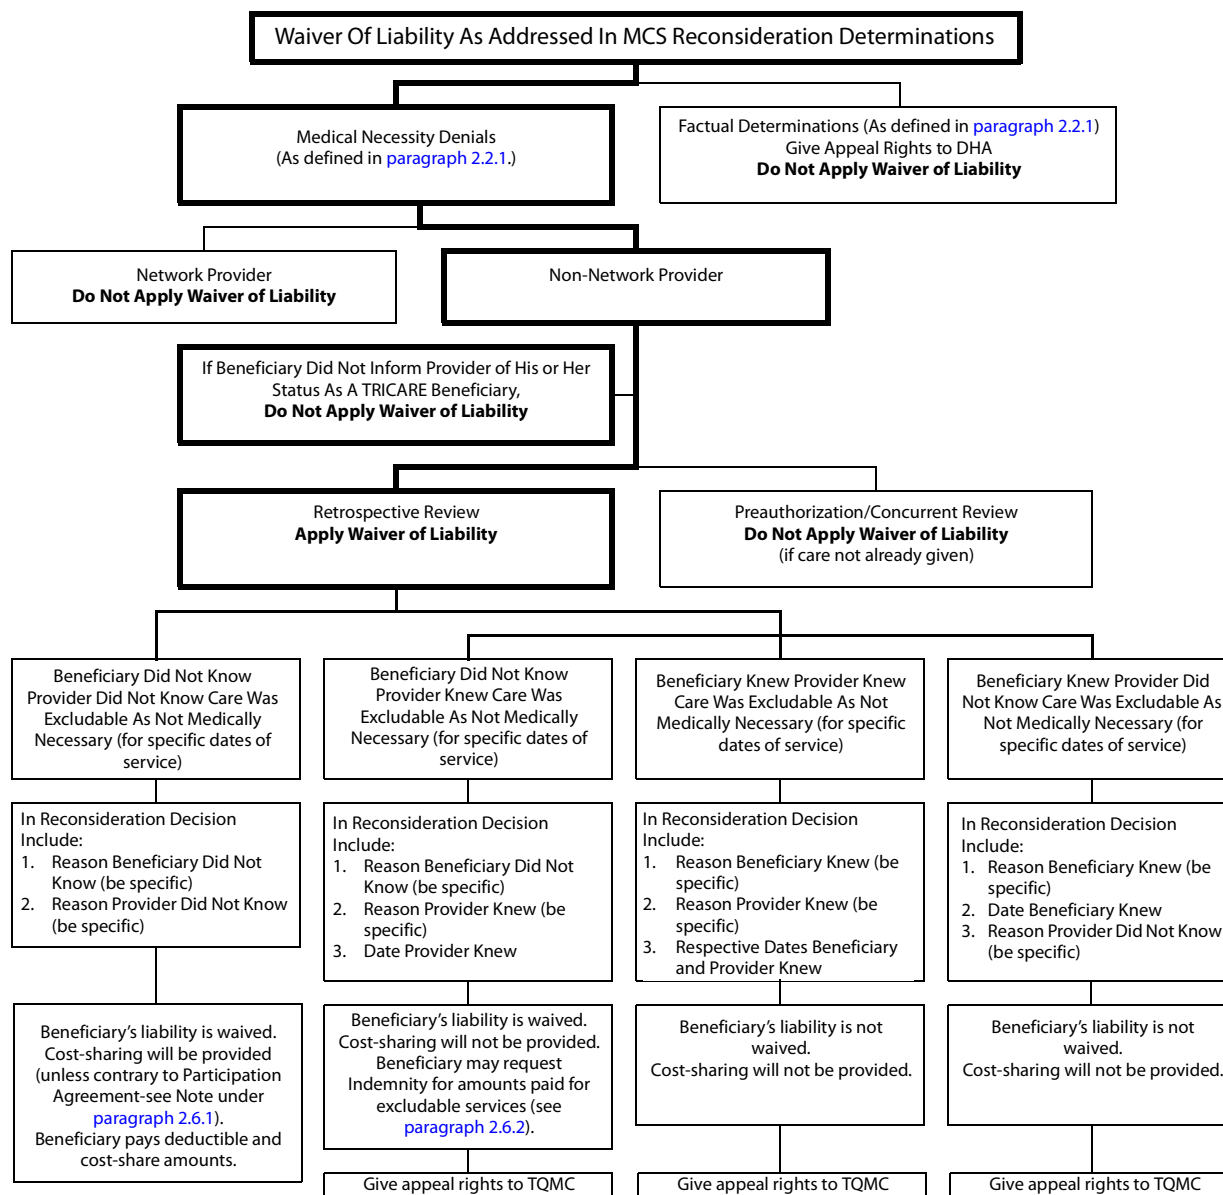 Waiver Of Liability As Addressed In MCS Reconsideration Determinations
Medical Necessity Denials
(As defined in paragraph 2.2.1.)
Factual Determinations (As defined in paragraph 2.2.1)
Give Appeal Rights to DHA
Do Not Apply Waiver of Liability
Network Provider
Do Not Apply Waiver of Liability
Non-Network Provider
If Beneficiary Did Not Inform Provider of His or Her
Status As A TRICARE Beneficiary,
Do Not Apply Waiver of Liability
Retrospective Review
Apply Waiver of Liability
Preauthorization/Concurrent Review
Do Not Apply Waiver of Liability
(if care not already given)
Beneficiary Did Not Know
Provider Did Not Know Care Was
Excludable As Not Medically
Necessary (for specific dates of
service)
Beneficiary Did Not Know
Provider Knew Care Was
Excludable As Not Medically
Necessary (for specific dates of
service)
Beneficiary Knew Provider Knew
Care Was Excludable As Not
Medically Necessary (for specific
dates of service)
Beneficiary Knew Provider Did
Not Know Care Was Excludable As
Not Medically Necessary (for
specific dates of service)
In Reconsideration Decision
Include:
1. Reason Beneficiary Did Not
Know (be specific)
2. Reason Provider Did Not Know
(be specific)
In Reconsideration Decision
Include:
1. Reason Beneficiary Did Not
Know (be specific)
2. Reason Provider Knew (be
specific)
3. Date Provider Knew
In Reconsideration Decision
Include:
1. Reason Beneficiary Knew (be
specific)
2. Reason Provider Knew (be
specific)
3. Respective Dates Beneficiary
and Provider Knew
In Reconsideration Decision
Include:
1. Reason Beneficiary Knew (be
specific)
2. Date Beneficiary Knew
3. Reason Provider Did Not Know
(be specific)
Beneficiary's liability is waived.
Cost-sharing will be provided
(unless contrary to Participation
Agreement-see Note under
paragraph 2.6.1).
Beneficiary pays deductible and
cost-share amounts.
Beneficiary's liability is waived.
Cost-sharing will not be provided.
Beneficiary may request
Indemnity for amounts paid for
excludable services (see
paragraph 2.6.2).
Beneficiary's liability is not
waived.
Cost-sharing will not be provided.
Beneficiary's liability is not
waived.
Cost-sharing will not be provided.
Give appeal rights to TQMC
Give appeal rights to TQMC
Give appeal rights to TQMC